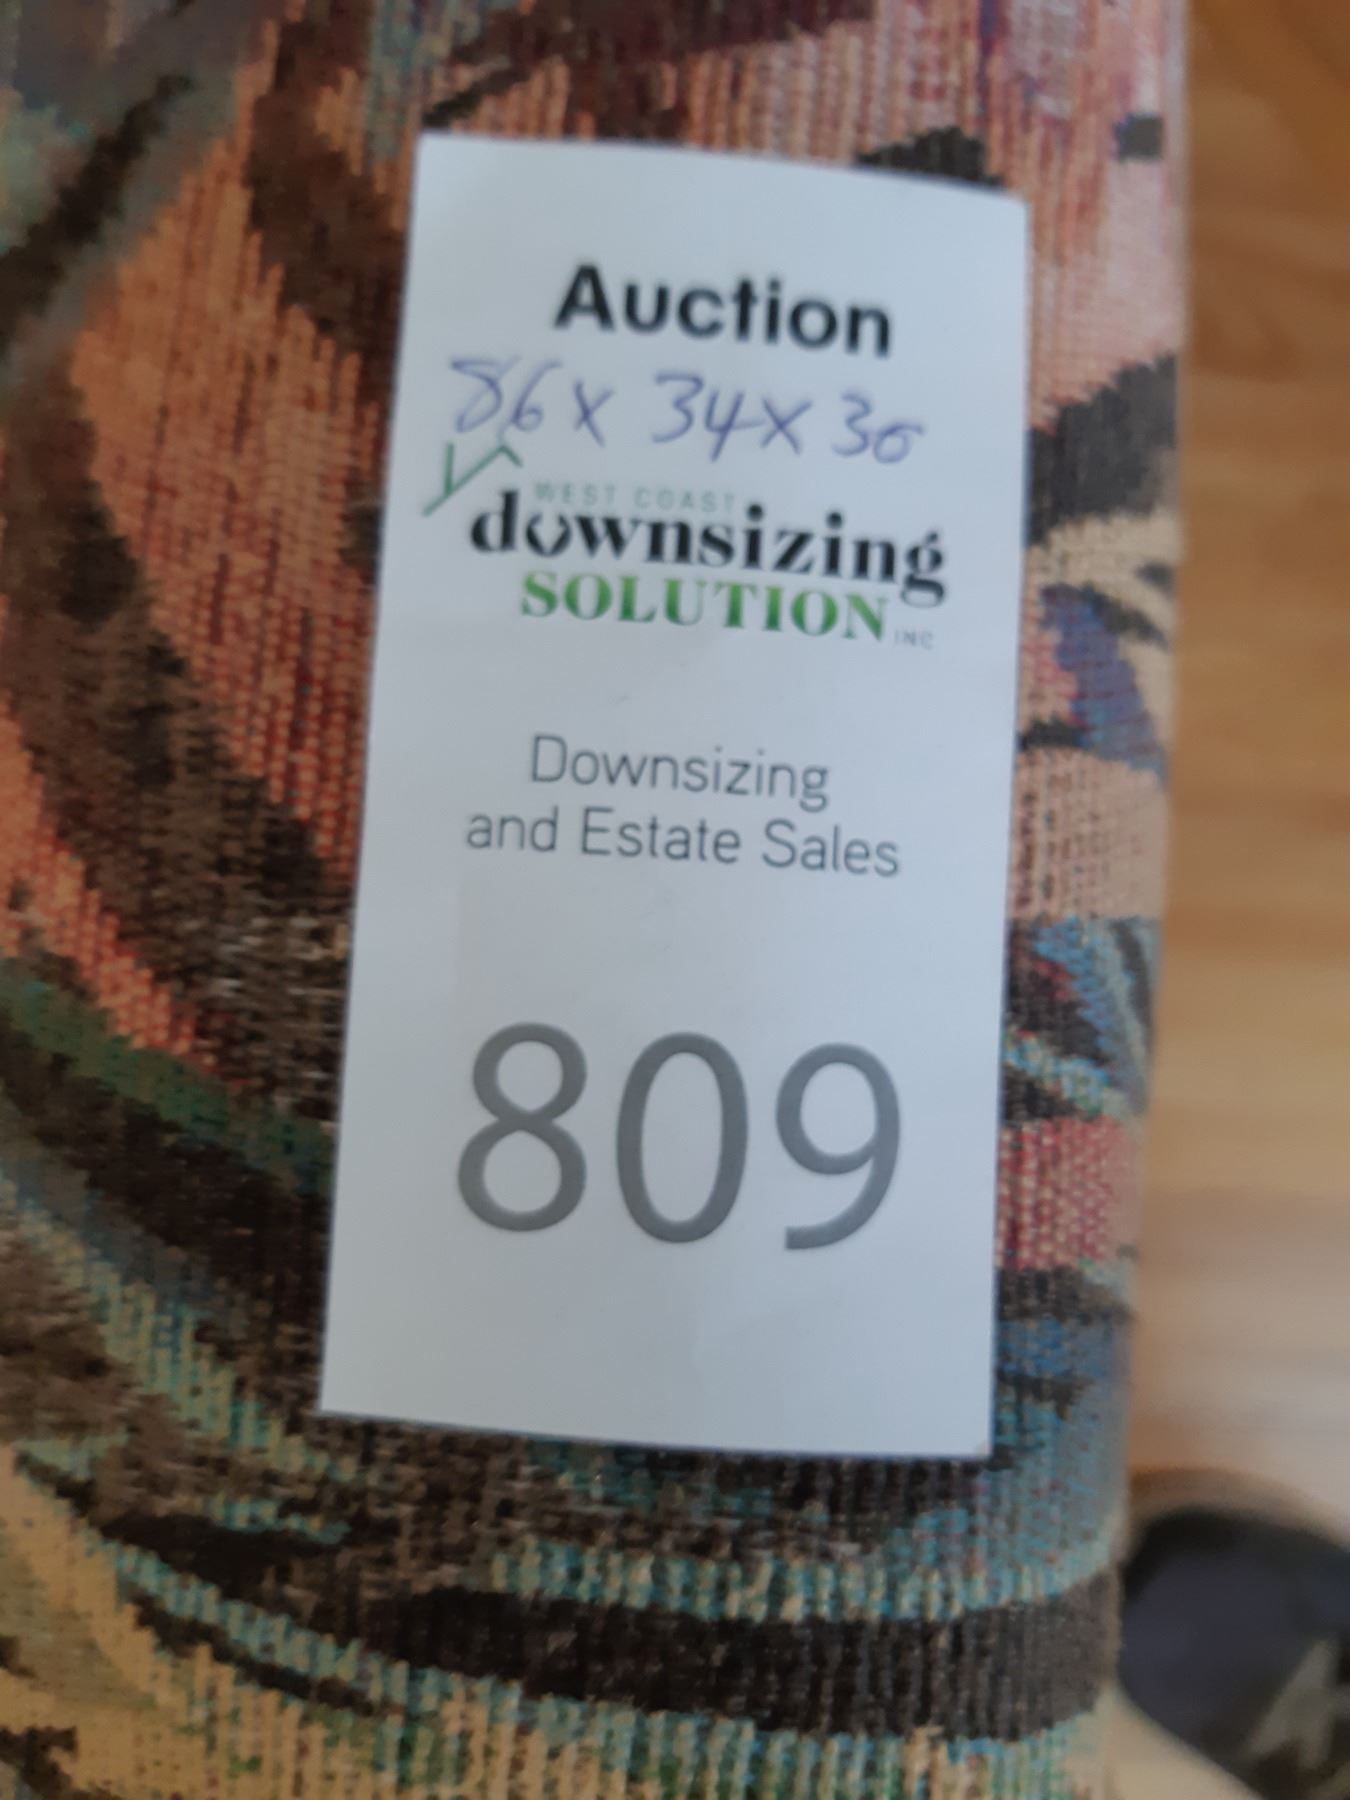 Auction
86 x 34 x 30
WEST COAST
downsizing
SOLUTION INC
Downsizing
and Estate Sales
809